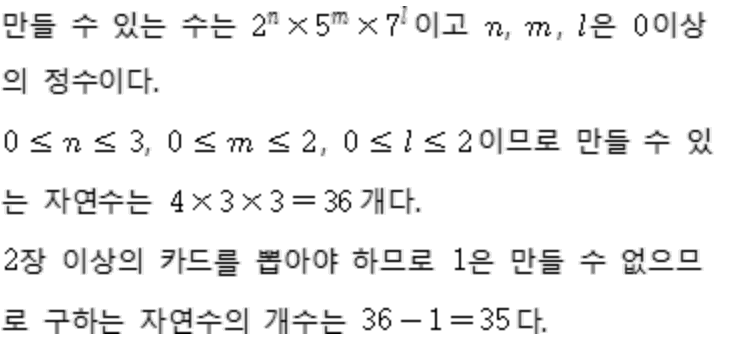 만들 수 있는 수는 2ⁿ×5ᵐ×7ˡ이고 n, m, l은 0이상
의 정수이다.
0 ≤ n ≤ 3, 0 ≤ m ≤ 2, 0 ≤ l ≤ 2이므로 만들 수 있
는 자연수는 4×3×3=36개다.
2장 이상의 카드를 뽑아야 하므로 1은 만들 수 없으므
로 구하는 자연수의 개수는 36-1=35다.